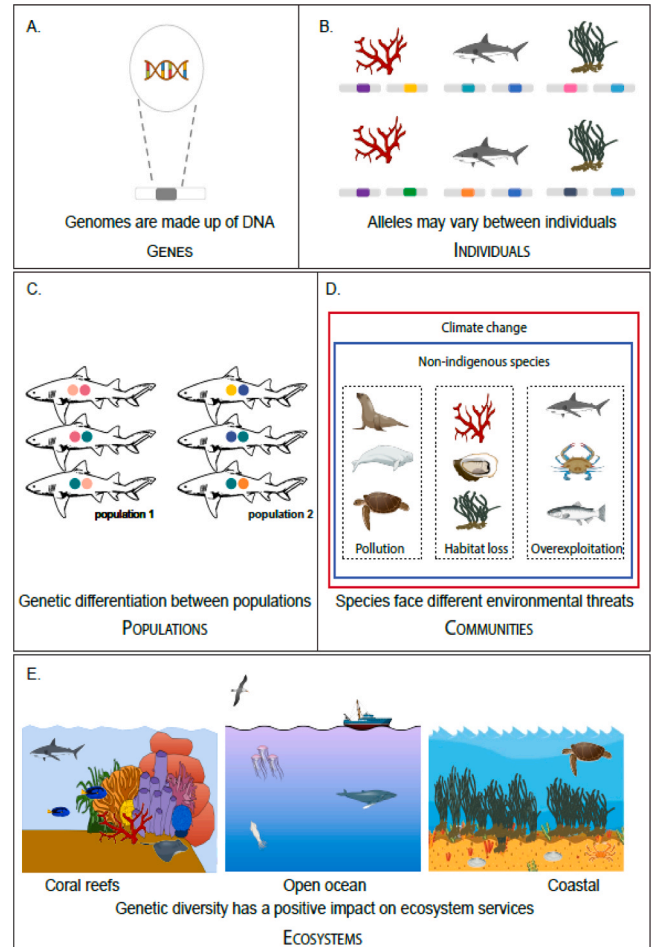 A.
Genomes are made up of DNA
GENES
B.
Alleles may vary between individuals
INDIVIDUALS
C.
population 1
population 2
Genetic differentiation between populations
POPULATIONS
D.
Climate change
Non-indigenous species
Pollution
Habitat loss
Overexploitation
Species face different environmental threats
COMMUNITIES
E.
Coral reefs
Open ocean
Coastal
Genetic diversity has a positive impact on ecosystem services
ECOSYSTEMS